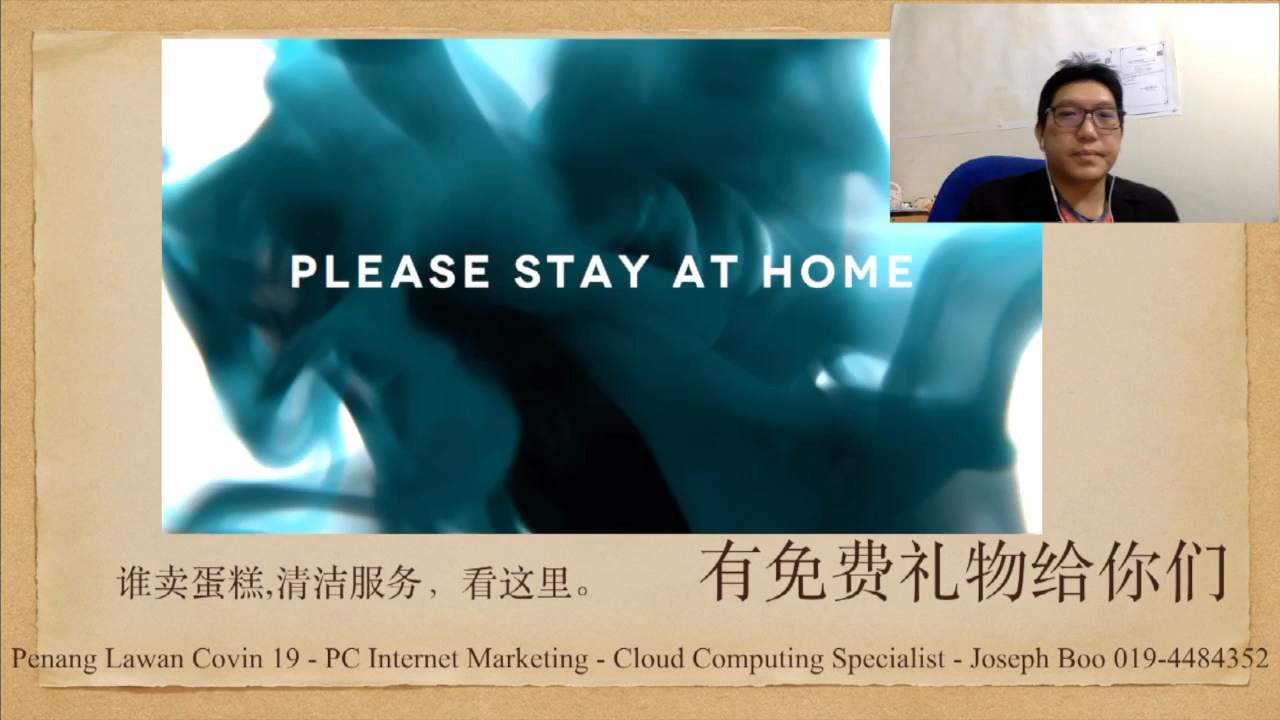 PLEASE STAY AT HOME
有免费礼物给你们
谁卖蛋糕,清洁服务，看这里。
Penang Lawan Covin 19 - PC Internet Marketing - Cloud Computing Specialist - Joseph Boo 019-4484352